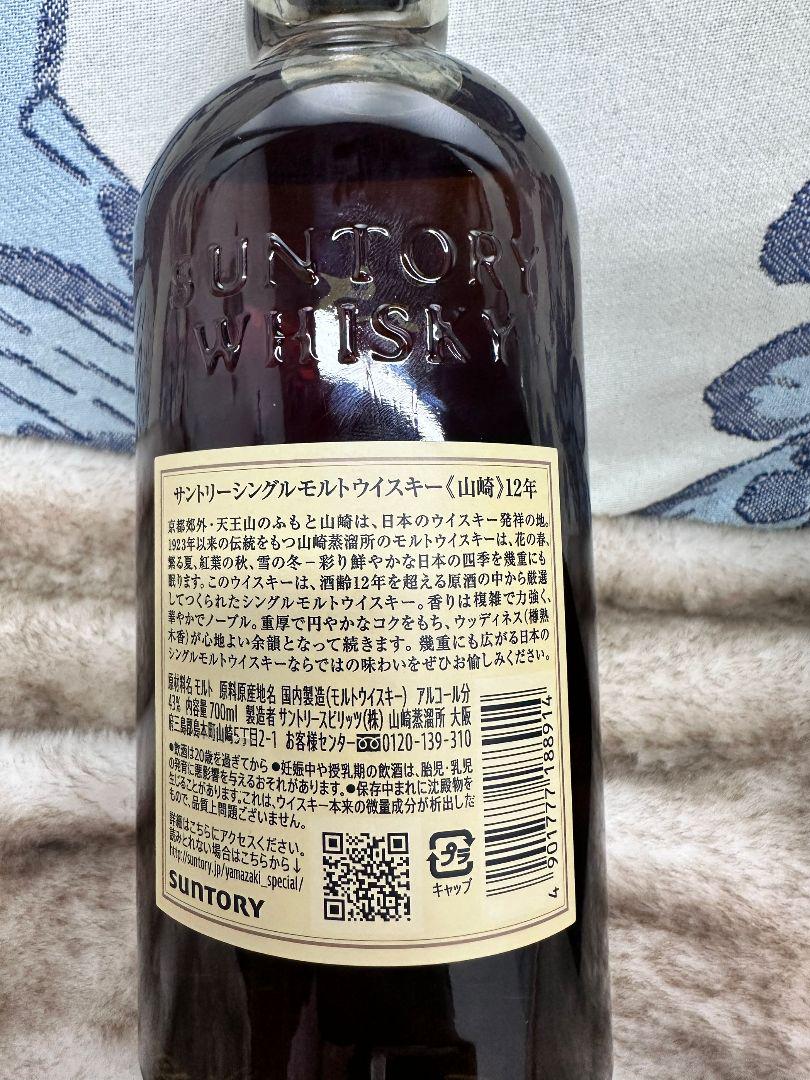 SUNTORY
WHISKY
サントリーシングルモルトウイスキー《山崎》12年
京都郊外・天王山のふもと山崎は、日本のウイスキー発祥の地。
1923年以来の伝統をもつ山崎蒸溜所のモルトウイスキーは、花の春、
繁る夏、紅葉の秋、雪の冬－彩り鮮やかな日本の四季を幾重にも
眠ります。このウイスキーは、酒齢12年を超える原酒の中から厳選
してつくられたシングルモルトウイスキー。香りは複雑で力強く、
華やかでノーブル。重厚で円やかなコクをもち、ウッディネス(樽熟
木香)が心地よい余韻となって続きます。幾重にも広がる日本の
シングルモルトウイスキーならではの味わいをぜひお愉しみください。
原材料名 モルト 原料原産地名 国内製造(モルトウイスキー) アルコール分
43% 内容量 700ml 製造者 サントリースピリッツ(株) 山崎蒸溜所 大阪
府三島郡島本町山崎5丁目2-1 お客様センター 0120-139-310
●飲酒は20歳を過ぎてから ●妊娠中や授乳期の飲酒は、胎児・乳児
の発育に悪影響を与えるおそれがあります。●保存中まれに沈殿物を
生じることがあります。これは、ウイスキー本来の微量成分が析出した
もので、品質上問題ございません。
詳細はこちらにアクセスください。
読みとれない場合はこちらから↓
http://suntory.jp/yamazaki_special/
SUNTORY
プラ
キャップ
4 901777 188914